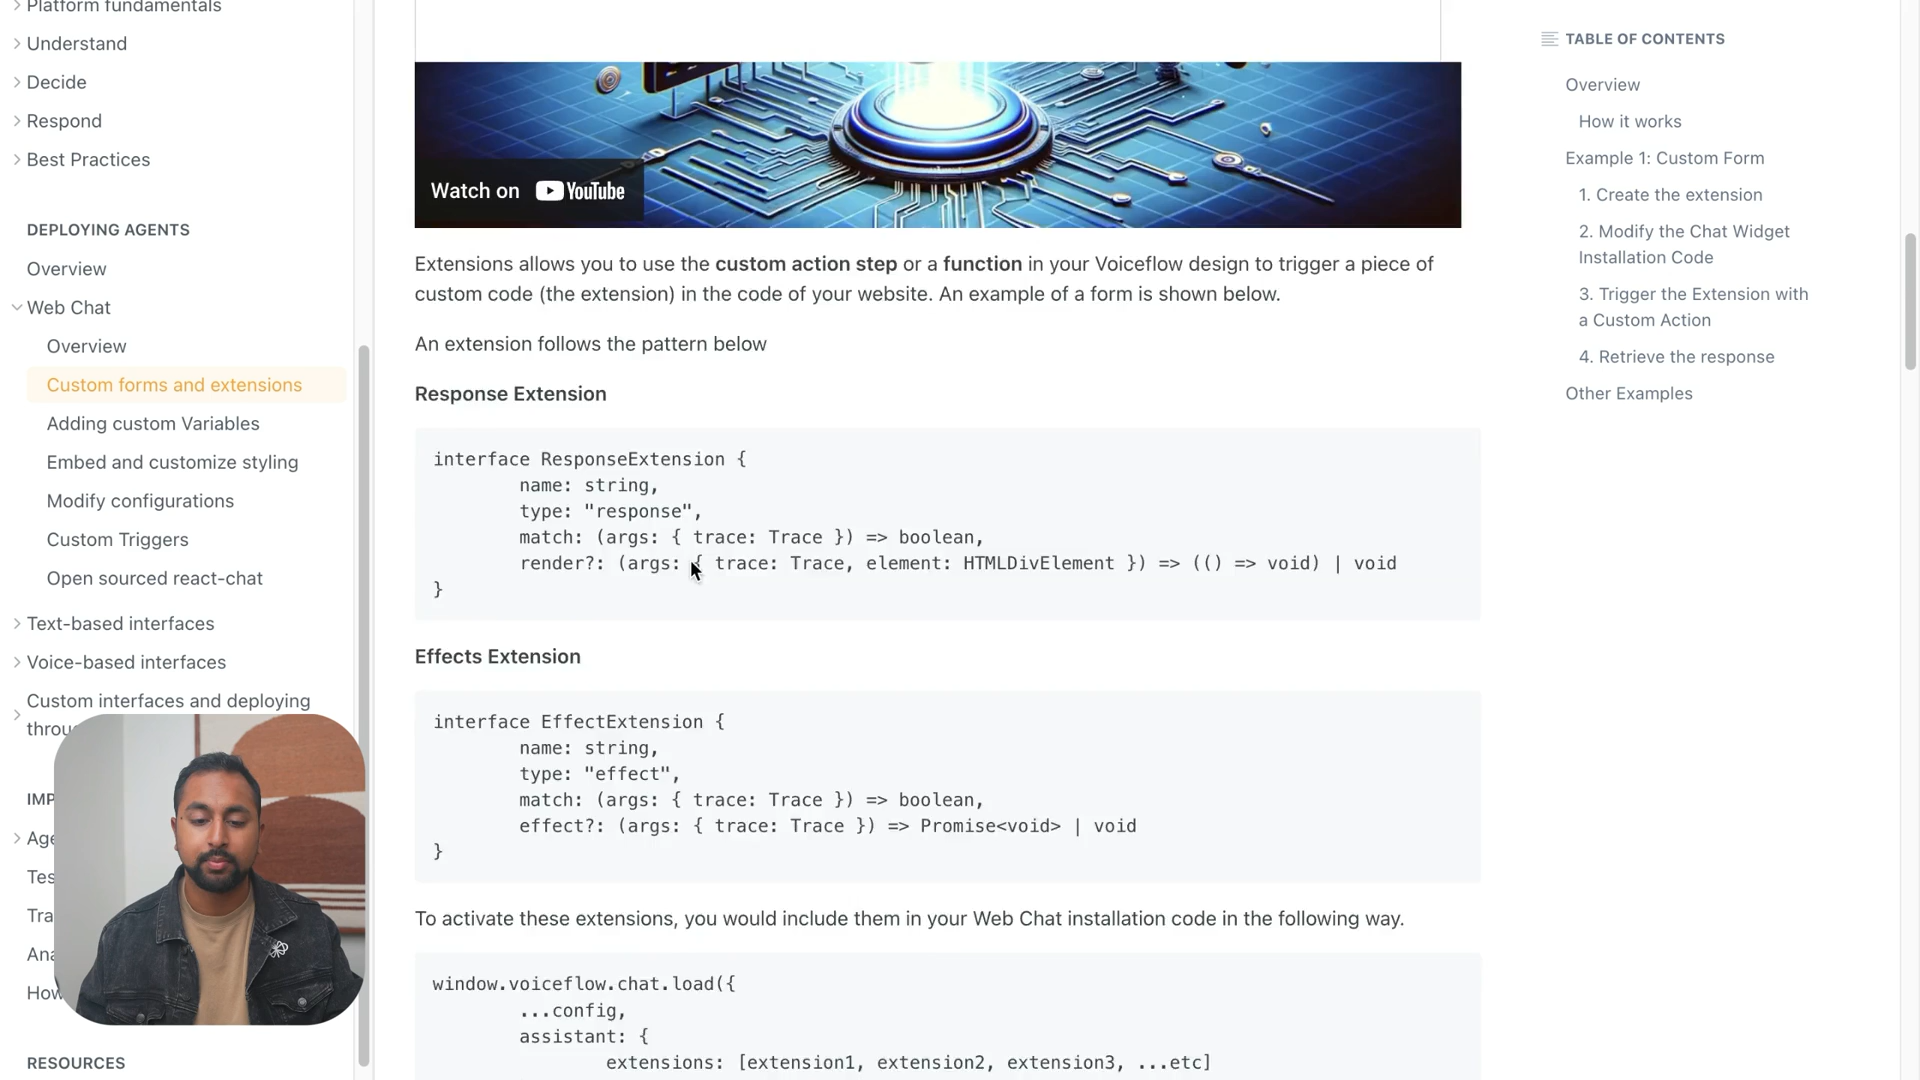 Platform fundamentals
Understand
Decide
Respond
Best Practices
DEPLOYING AGENTS
Overview
Web Chat
Overview
Custom forms and extensions
Adding custom Variables
Embed and customize styling
Modify configurations
Custom Triggers
Open sourced react-chat
Text-based interfaces
Voice-based interfaces
Custom interfaces and deploying
throu
IMP
Age
Tes
Tra
Ana
How
RESOURCES
Watch on YouTube
Extensions allows you to use the custom action step or a function in your Voiceflow design to trigger a piece of
custom code (the extension) in the code of your website. An example of a form is shown below.
An extension follows the pattern below
Response Extension
interface ResponseExtension {
name: string,
type: "response",
match: (args: { trace: Trace }) => boolean,
render?: (args: { trace: Trace, element: HTMLDivElement }) => (() => void) | void
}
Effects Extension
interface EffectExtension {
name: string,
type: "effect",
match: (args: { trace: Trace }) => boolean,
effect?: (args: { trace: Trace }) => Promise<void> | void
}
To activate these extensions, you would include them in your Web Chat installation code in the following way.
window.voiceflow.chat.load({
...config,
assistant: {
extensions: [extension1, extension2, extension3, ...etc]
TABLE OF CONTENTS
Overview
How it works
Example 1: Custom Form
1. Create the extension
2. Modify the Chat Widget
Installation Code
3. Trigger the Extension with
a Custom Action
4. Retrieve the response
Other Examples